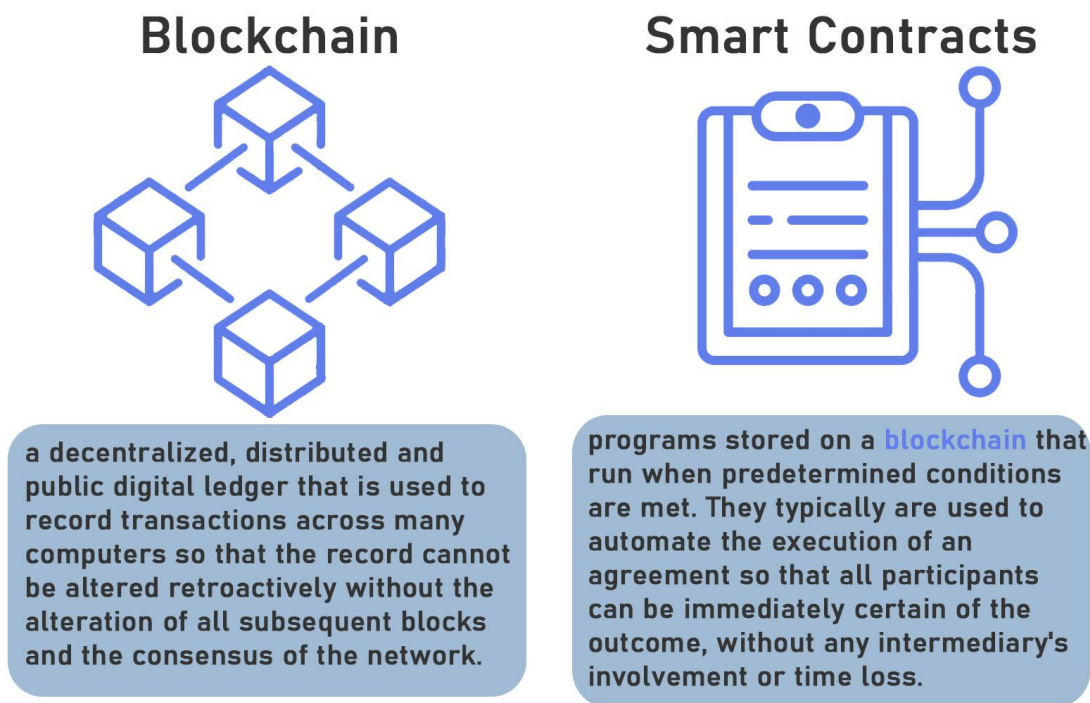 Blockchain
a decentralized, distributed and
public digital ledger that is used to
record transactions across many
computers so that the record cannot
be altered retroactively without the
alteration of all subsequent blocks
and the consensus of the network.
Smart Contracts
programs stored on a blockchain that
run when predetermined conditions
are met. They typically are used to
automate the execution of an
agreement so that all participants
can be immediately certain of the
outcome, without any intermediary's
involvement or time loss.